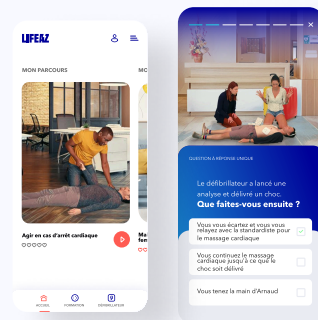 LIFEAZ
MON PARCOURS
MO
Agir en cas d'arrêt cardiaque
ACCUEIL
FORMATION
DÉFIBRILLATEUR
QUESTION À RÉPONSE UNIQUE
Le défibrillateur a lancé une
analyse et délivré un choc.
Que faites-vous ensuite ?
Vous vous écartez et vous vous
relayez avec la standardiste pour
le massage cardiaque
Vous continuez le massage
cardiaque jusqu'à ce que le
choc soit délivré
Vous tenez la main d'Arnaud